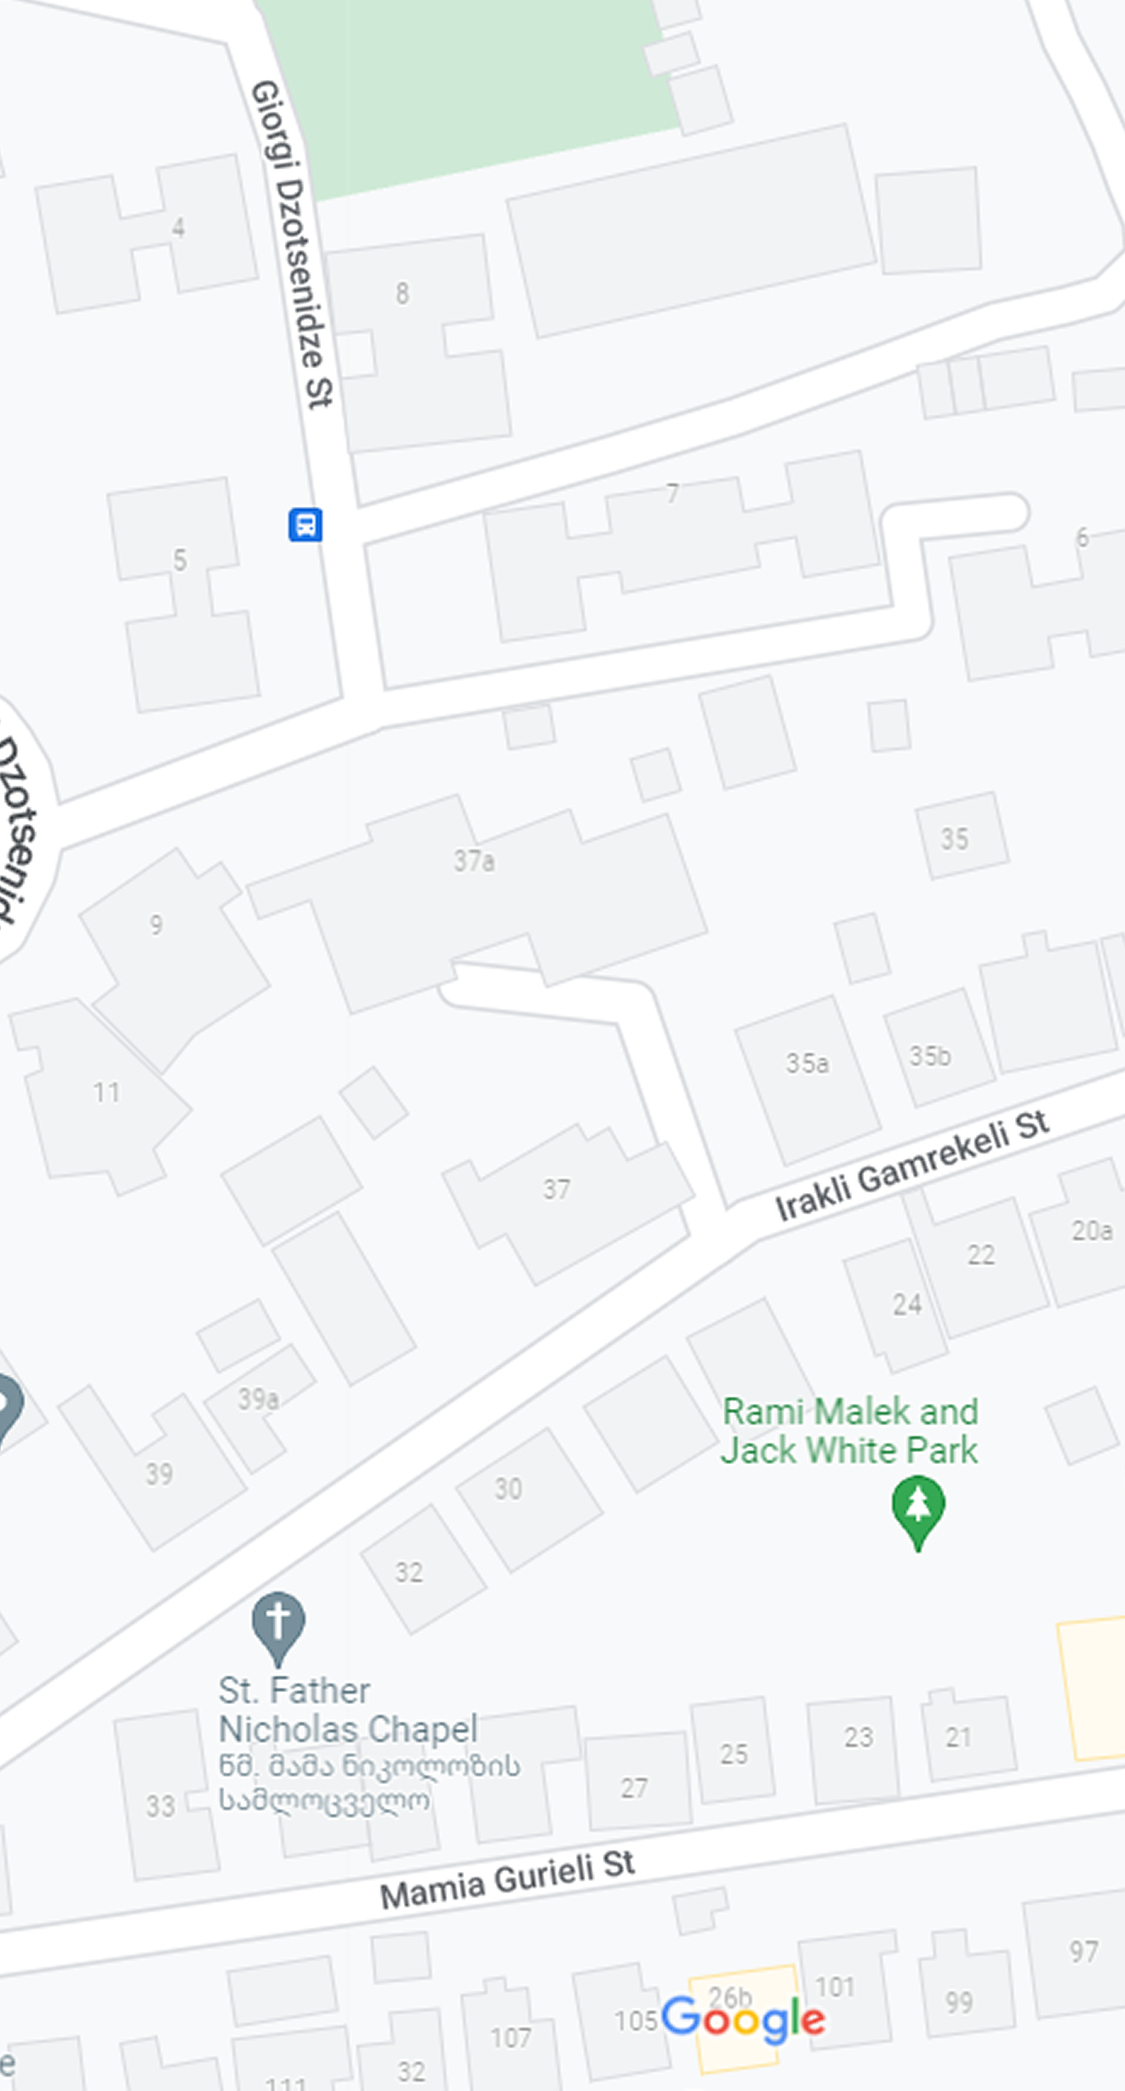 Giorgi Dzotsenidze St
4
8
7
6
5
Dzotsenid
37a
35
9
35a
35b
11
Irakli Gamrekeli St
37
20a
22
24
39a
Rami Malek and
Jack White Park
39
30
32
St. Father
Nicholas Chapel
წმ. მამა ნიკოლოზის
სამლოცველო
33
27
25
23
21
Mamia Gurieli St
97
101
26b
99
105
Google
107
32
111
e